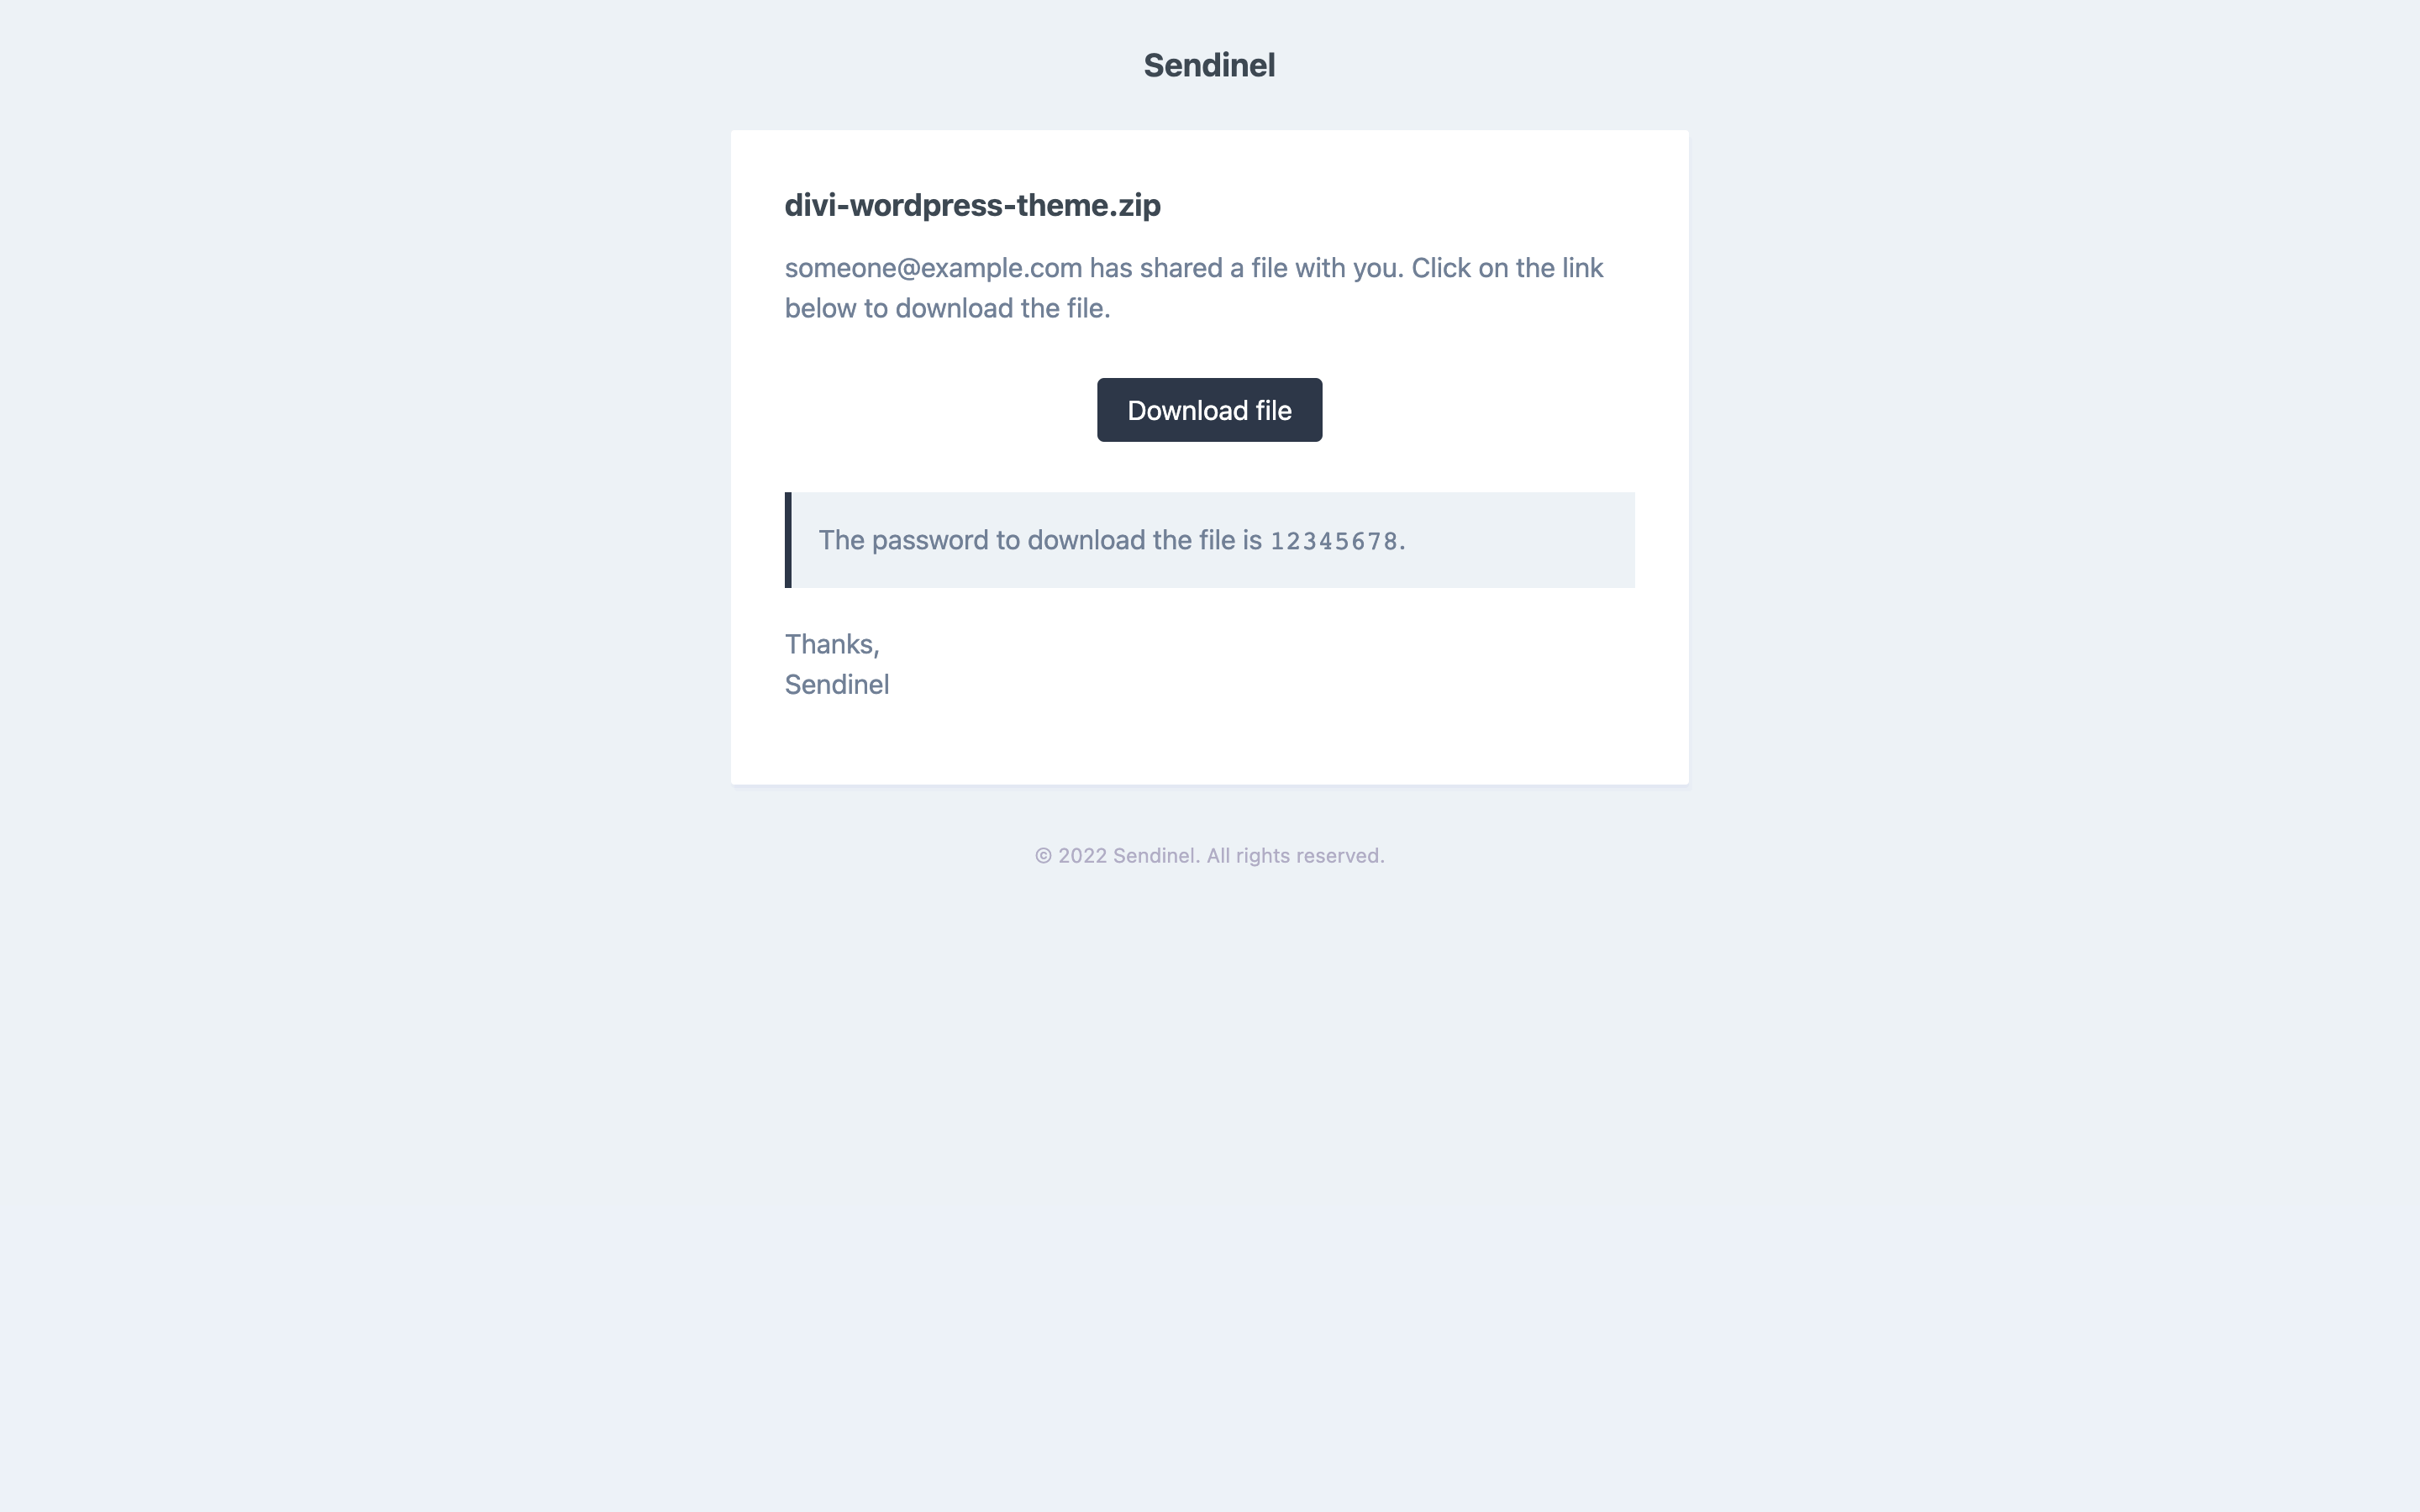 Sendinel
divi-wordpress-theme.zip
someone@example.com has shared a file with you. Click on the link
below to download the file.
Download file
The password to download the file is 12345678.
Thanks,
Sendinel
© 2022 Sendinel. All rights reserved.